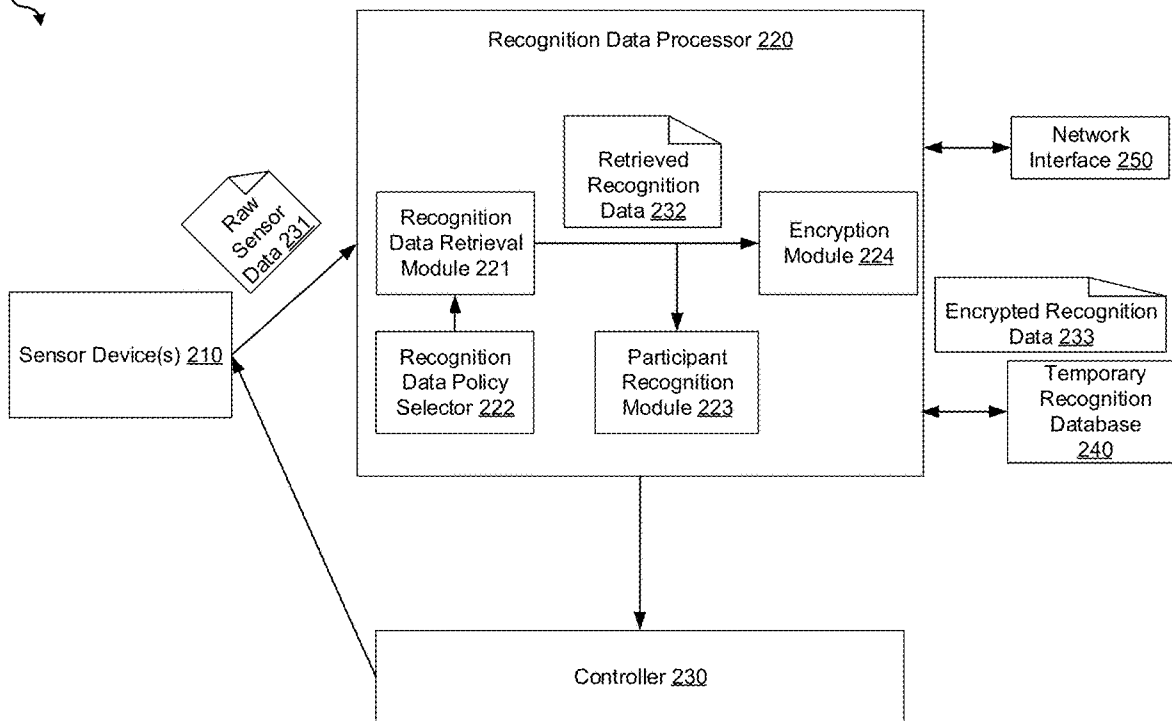 Recognition Data Processor 220
Retrieved
Recognition
Data 232
Network
Interface 250
Raw
Sensor
Data 231
Recognition
Data Retrieval
Module 221
Encryption
Module 224
Encrypted Recognition
Data 233
Sensor Device(s) 210
Recognition
Data Policy
Selector 222
Participant
Recognition
Module 223
Temporary
Recognition
Database
240
Controller 230